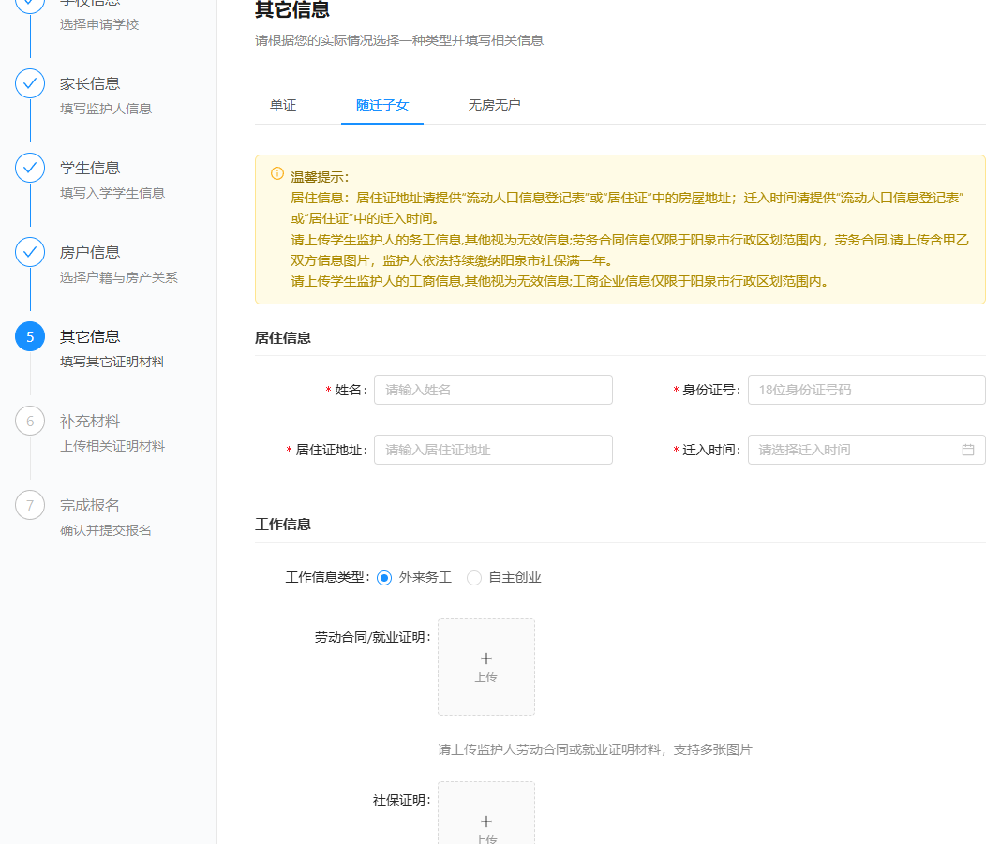 学校信息
选择申请学校
家长信息
填写监护人信息
学生信息
填写入学学生信息
房户信息
选择户籍与房产关系
5
其它信息
填写其它证明材料
6
补充材料
上传相关证明材料
7
完成报名
确认并提交报名
其它信息
请根据您的实际情况选择一种类型并填写相关信息
单证
随迁子女
无房无户
温馨提示：
居住信息：居住证地址请提供“流动人口信息登记表”或“居住证”中的房屋地址；迁入时间请提供“流动人口信息登记表”
或“居住证”中的迁入时间。
请上传学生监护人的务工信息,其他视为无效信息;劳务合同信息仅限于阳泉市行政区划范围内，劳务合同,请上传含甲乙
双方信息图片，监护人依法持续缴纳阳泉市社保满一年。
请上传学生监护人的工商信息,其他视为无效信息;工商企业信息仅限于阳泉市行政区划范围内。
居住信息
* 姓名： 请输入姓名
* 身份证号： 18位身份证号码
* 居住证地址： 请输入居住证地址
* 迁入时间： 请选择迁入时间
工作信息
工作信息类型： 外来务工 自主创业
劳动合同/就业证明：
+
上传
请上传监护人劳动合同或就业证明材料，支持多张图片
社保证明：
+
上传